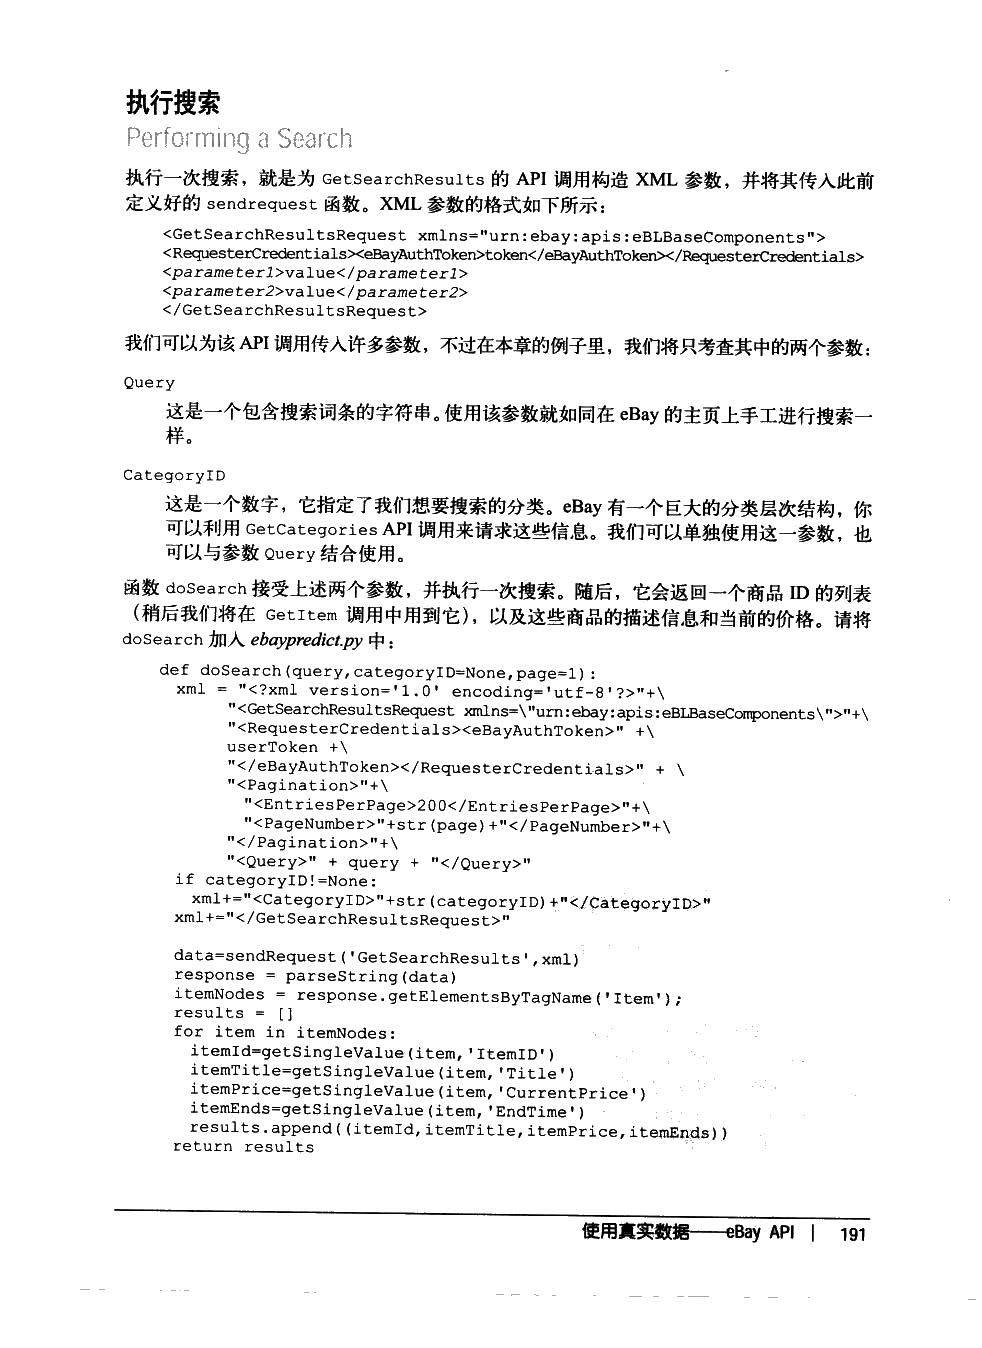 执行搜索
Performing a Search
执行一次搜索，就是为 GetSearchResults 的 API 调用构造 XML 参数，并将其传入此前
定义好的 sendrequest 函数。XML 参数的格式如下所示：
<GetSearchResultsRequest xmlns="urn:ebay:apis:eBLBaseComponents">
<RequesterCredentials><eBayAuthToken>token</eBayAuthToken></RequesterCredentials>
<parameter1>value</parameter1>
<parameter2>value</parameter2>
</GetSearchResultsRequest>
我们可以为该 API 调用传入许多参数，不过在本章的例子里，我们将只考查其中的两个参数：
Query
这是一个包含搜索词条的字符串。使用该参数就如同在 eBay 的主页上手工进行搜索一
样。
CategoryID
这是一个数字，它指定了我们想要搜索的分类。eBay 有一个巨大的分类层次结构，你
可以利用 GetCategories API 调用来请求这些信息。我们可以单独使用这一参数，也
可以与参数 Query 结合使用。
函数 doSearch 接受上述两个参数，并执行一次搜索。随后，它会返回一个商品 ID 的列表
（稍后我们将在 GetItem 调用中用到它），以及这些商品的描述信息和当前的价格。请将
doSearch 加入 ebaypredict.py 中：
def doSearch(query,categoryID=None,page=1):
xml = "<?xml version='1.0' encoding='utf-8'?>"+\
"<GetSearchResultsRequest xmlns=\"urn:ebay:apis:eBLBaseComponents\">"+\
"<RequesterCredentials><eBayAuthToken>" +\
userToken +\
"</eBayAuthToken></RequesterCredentials>" + \
"<Pagination>"+\
"<EntriesPerPage>200</EntriesPerPage>"+\
"<PageNumber>"+str(page)+"</PageNumber>"+\
"</Pagination>"+\
"<Query>" + query + "</Query>"
if categoryID!=None:
xml+="<CategoryID>"+str(categoryID)+"</CategoryID>"
xml+="</GetSearchResultsRequest>"
data=sendRequest('GetSearchResults',xml)
response = parseString(data)
itemNodes = response.getElementsByTagName('Item');
results = []
for item in itemNodes:
itemId=getSingleValue(item,'ItemID')
itemTitle=getSingleValue(item,'Title')
itemPrice=getSingleValue(item,'CurrentPrice')
itemEnds=getSingleValue(item,'EndTime')
results.append((itemId,itemTitle,itemPrice,itemEnds))
return results
使用真实数据——eBay API | 191